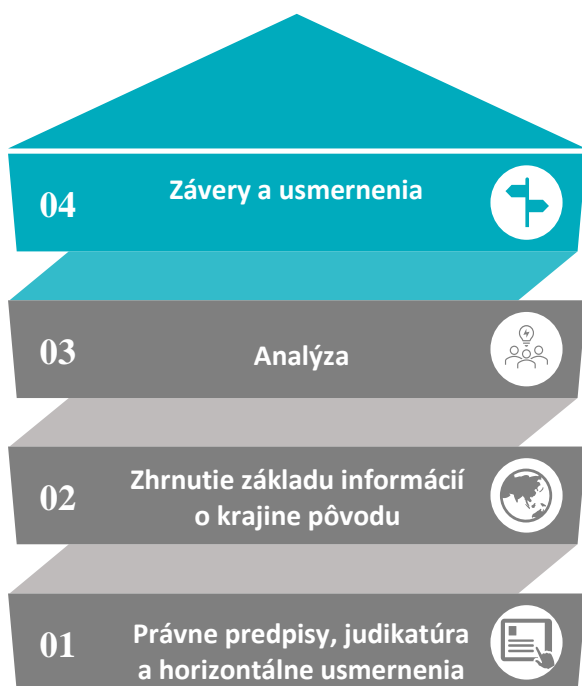 04
Závery a usmernenia
03
Analýza
02
Zhrnutie základu informácií
o krajine pôvodu
01
Právne predpisy, judikatúra
a horizontálne usmernenia